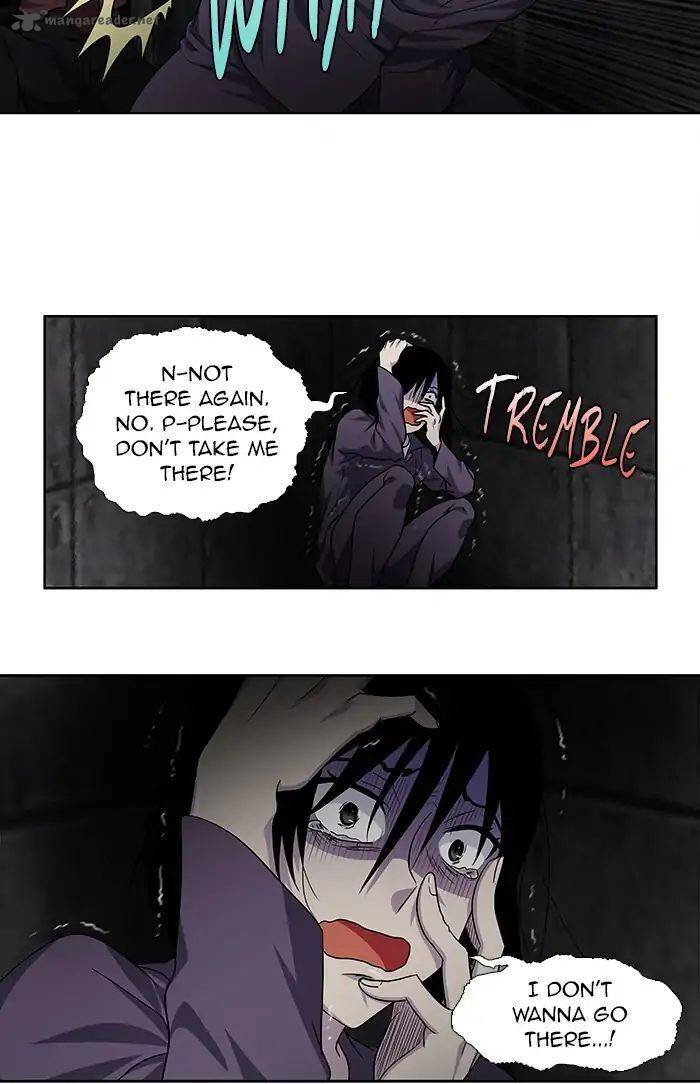 mangareader.net
N-NOT
THERE AGAIN.
NO. P-PLEASE,
DON'T TAKE ME
THERE!
TREMBLE
I DON'T
WANNA GO
THERE...!